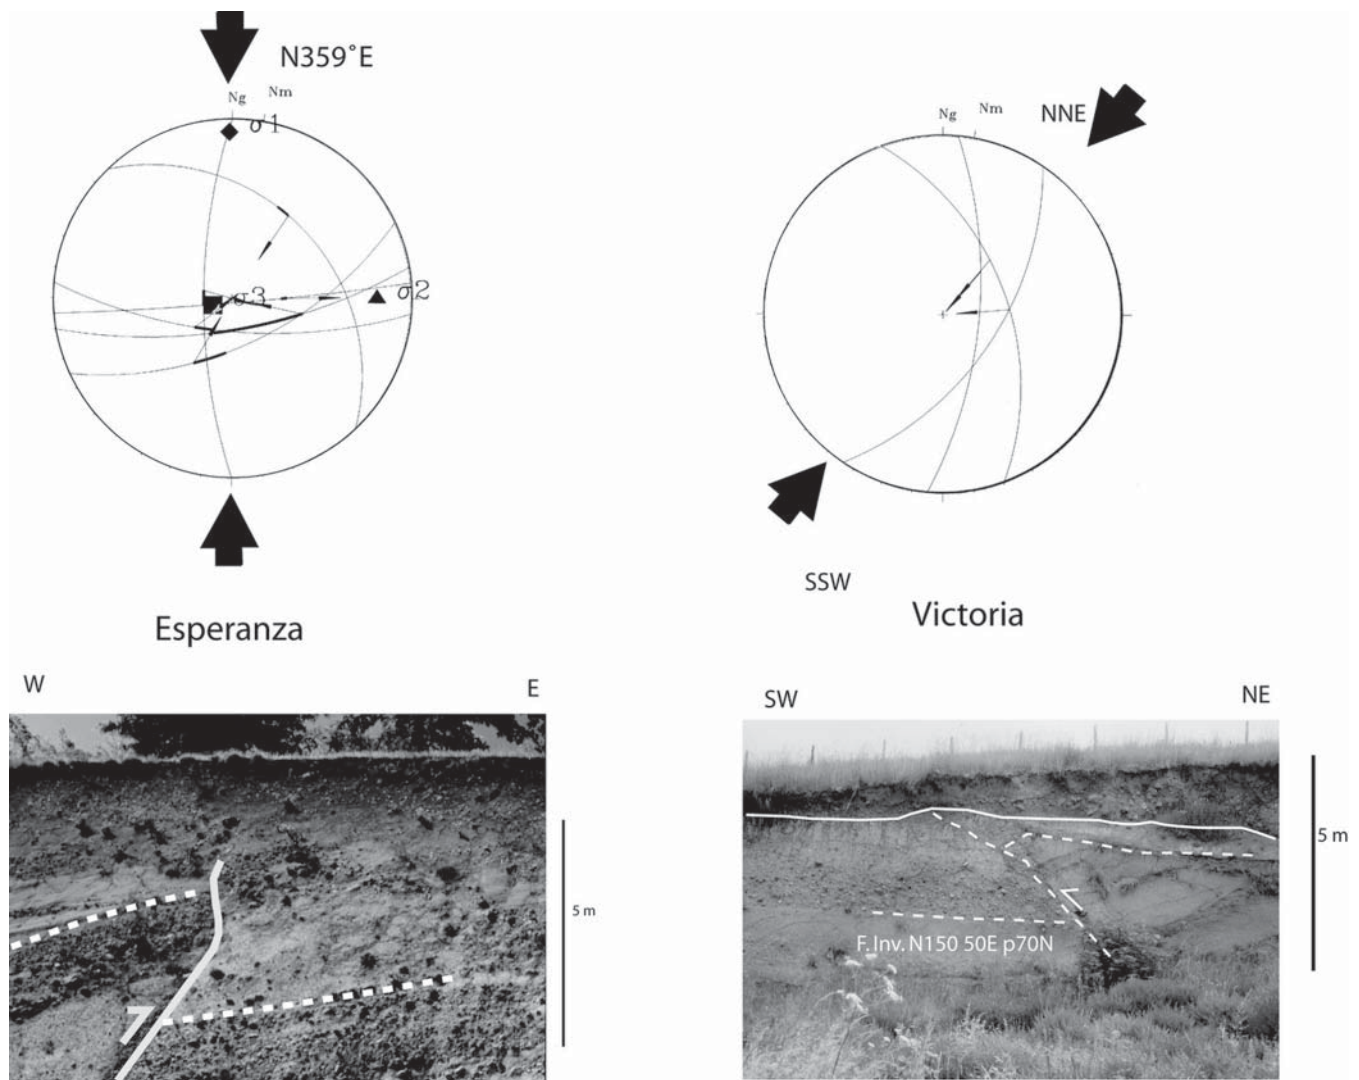 N359°E
Ng Nm
σ1
σ3
σ2
Esperanza
Ng Nm
NNE
SSW
Victoria
W E
5 m
SW NE
5 m
F. Inv. N150 50E p70N